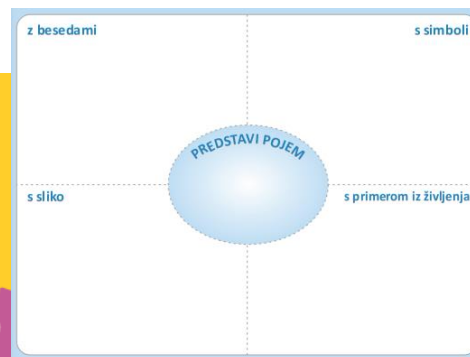 z besedami
s simboli
PREDSTAVI POJEM
s sliko
s primerom iz življenja